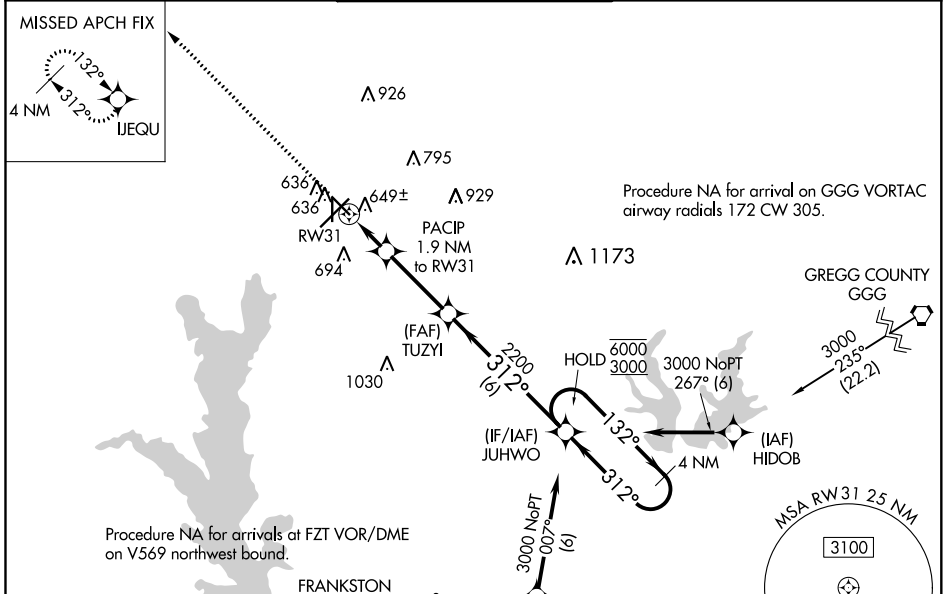 MISSED APCH FIX
132°
312°
4 NM
IJEQU
926
795
636
636
649±
929
RW31
694
PACIP
1.9 NM
to RW31
Procedure NA for arrival on GGG VORTAC
airway radials 172 CW 305.
1173
GREGG COUNTY
GGG
3000
235°
(22.2)
(FAF)
TUZYI
1030
2200
312°
(6)
HOLD
6000
3000
3000 NoPT
267° (6)
(IF/IAF)
JUHWO
132°
312°
4 NM
(IAF)
HIDOB
Procedure NA for arrivals at FZT VOR/DME
on V569 northwest bound.
3000 NoPT
007°
(6)
FRANKSTON
MSA RW31 25 NM
3100